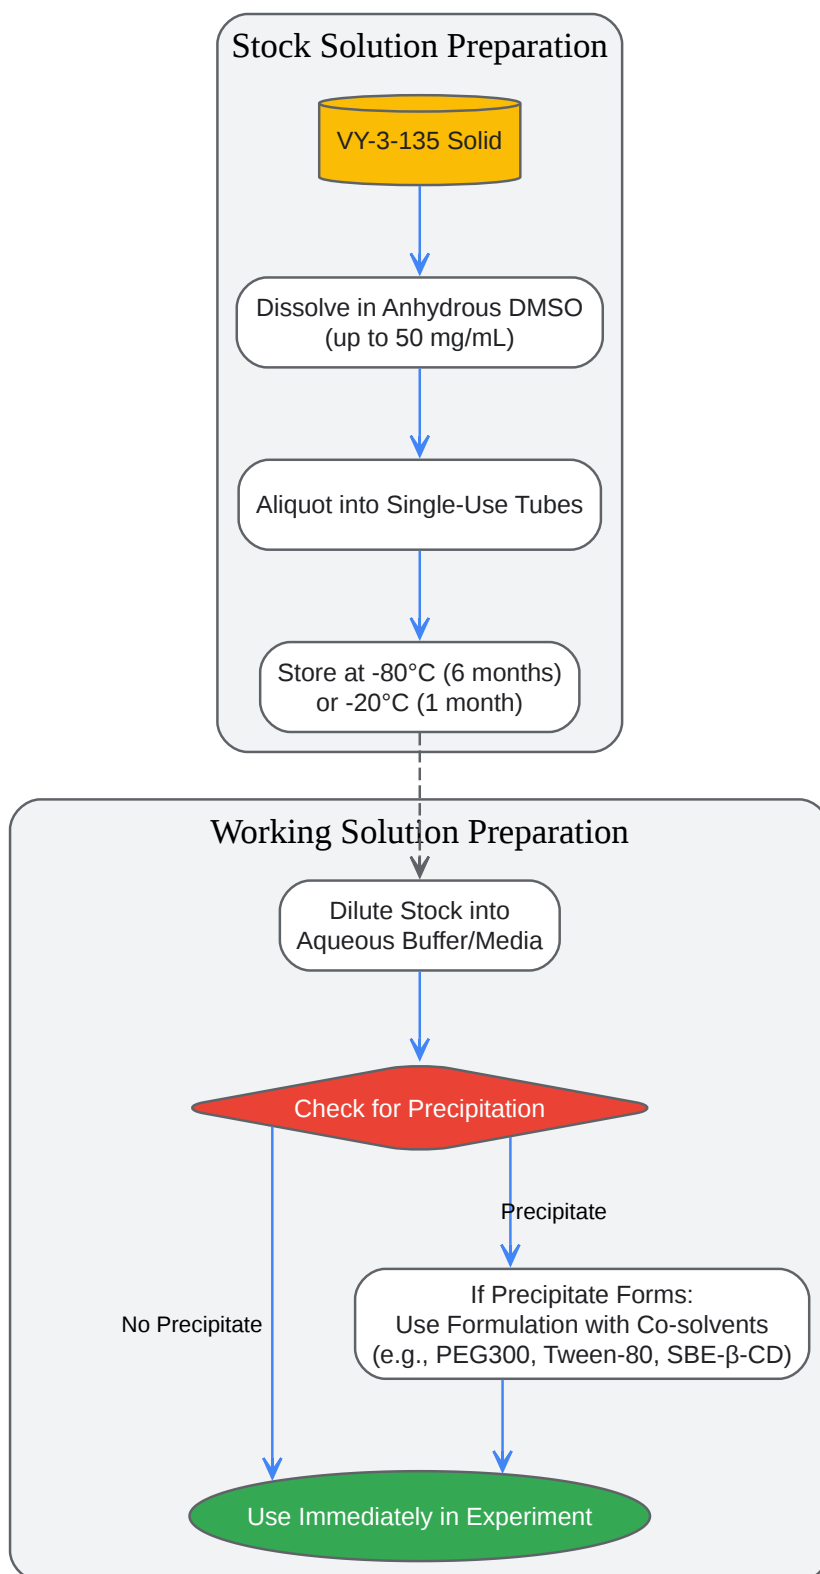 Stock Solution Preparation
VY-3-135 Solid
Dissolve in Anhydrous DMSO
(up to 50 mg/mL)
Aliquot into Single-Use Tubes
Store at -80°C (6 months)
or -20°C (1 month)
Working Solution Preparation
Dilute Stock into
Aqueous Buffer/Media
Check for Precipitation
Precipitate
If Precipitate Forms:
Use Formulation with Co-solvents
(e.g., PEG300, Tween-80, SBE-β-CD)
No Precipitate
Use Immediately in Experiment